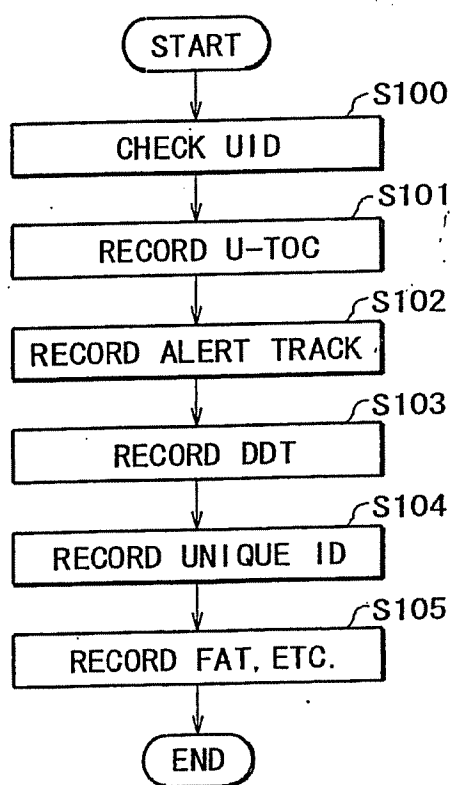 START
S100
CHECK UID
S101
RECORD U-TOC
S102
RECORD ALERT TRACK
S103
RECORD DDT
S104
RECORD UNIQUE ID
S105
RECORD FAT, ETC.
END